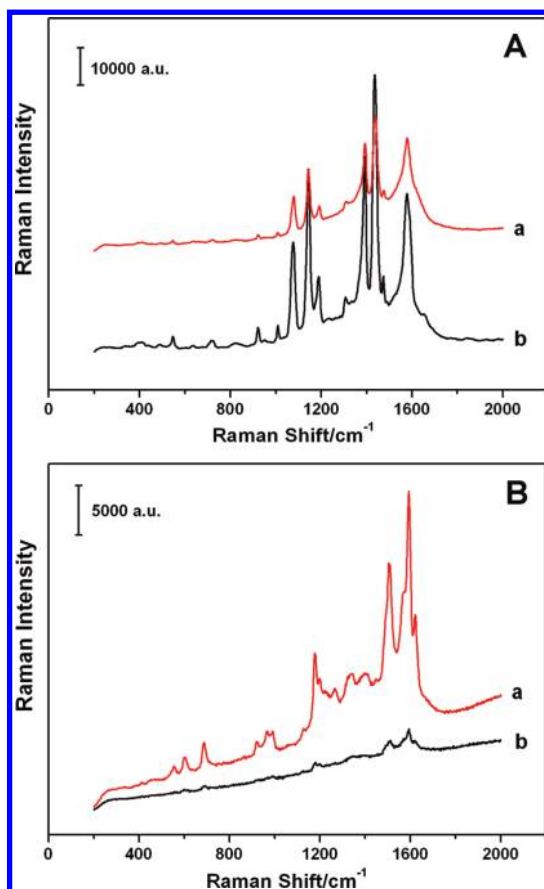 A
10000 a.u.
Raman Intensity
a
b
0 400 800 1200 1600 2000
Raman Shift/cm⁻¹
B
5000 a.u.
Raman Intensity
a
b
0 400 800 1200 1600 2000
Raman Shift/cm⁻¹